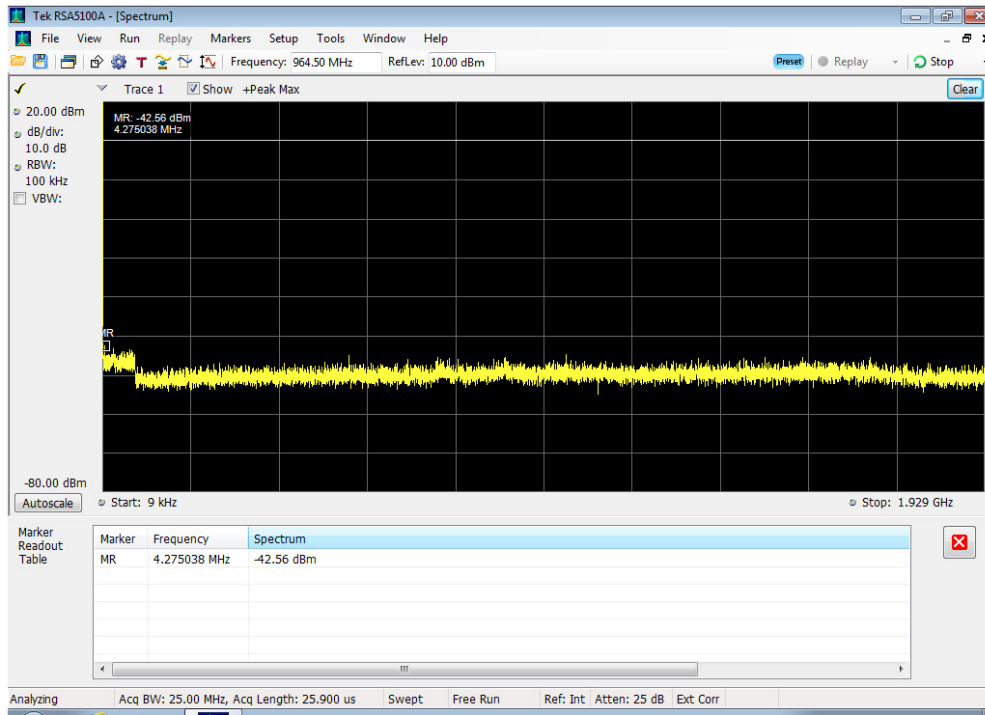 Tek RSA5100A - [Spectrum]
File View Run Replay Markers Setup Tools Window Help
T Frequency: 964.50 MHz RefLev: 10.00 dBm Preset Replay Stop
Trace 1 Show +Peak Max Clear
20.00 dBm
MR: -42.56 dBm
4.275038 MHz
dB/div:
10.0 dB
RBW:
100 kHz
VBW:
MR
-80.00 dBm
Autoscale Start: 9 kHz Stop: 1.929 GHz
Marker
Readout
Table
Marker Frequency Spectrum
MR 4.275038 MHz -42.56 dBm
Analyzing Acq BW: 25.00 MHz, Acq Length: 25.900 us Swept Free Run Ref: Int Atten: 25 dB Ext Corr